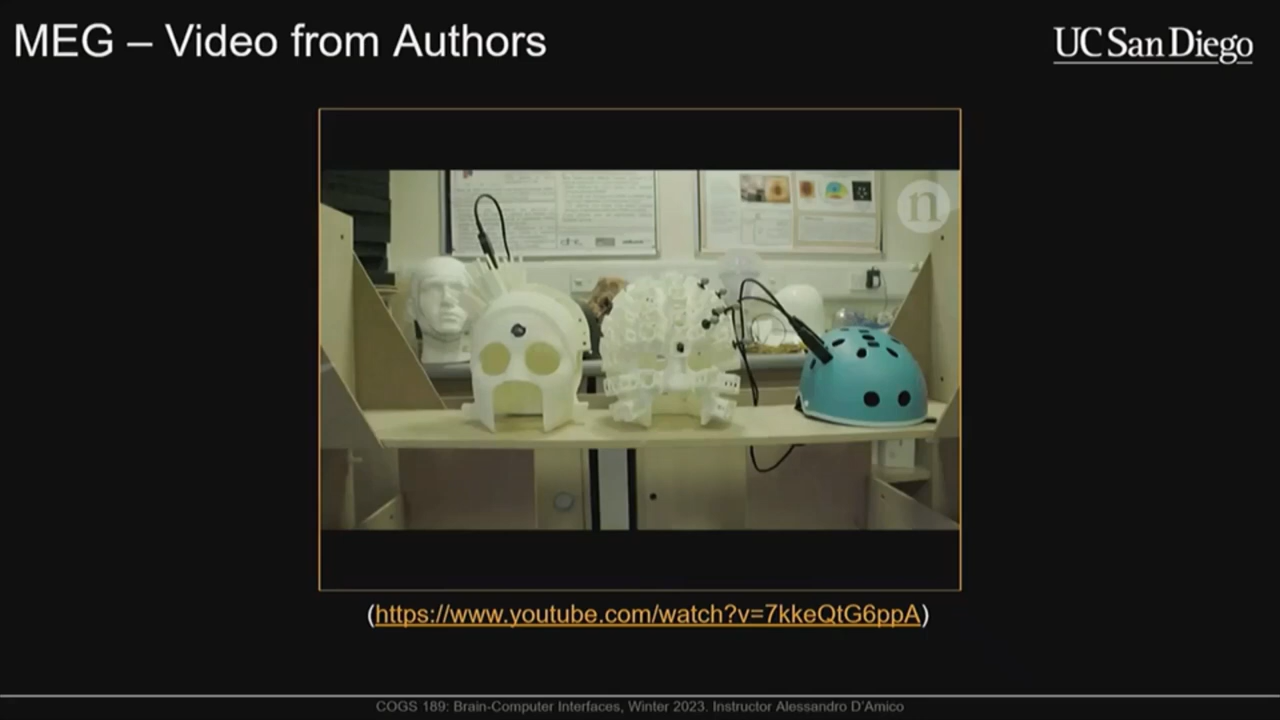 MEG – Video from Authors
UC San Diego
n
(https://www.youtube.com/watch?v=7kkeQtG6ppA)
COGS 189: Brain-Computer Interfaces, Winter 2023. Instructor Alessandro D'Amico